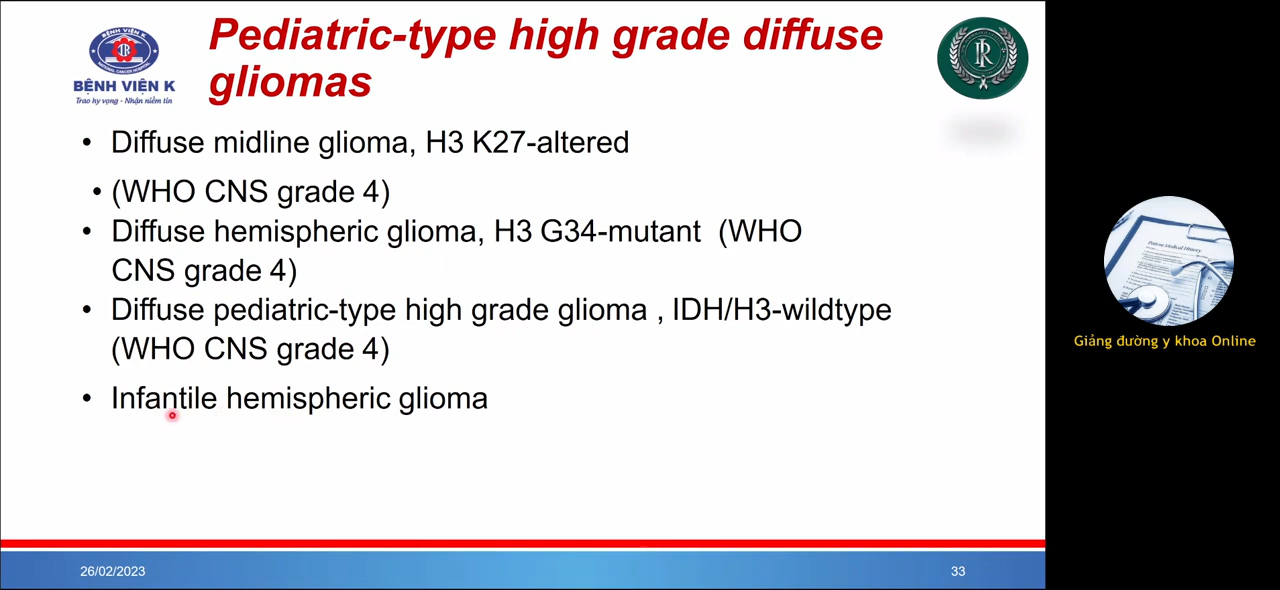 Pediatric-type high grade diffuse
gliomas
BỆNH VIỆN K
Trao hy vọng - Nhận niềm tin
• Diffuse midline glioma, H3 K27-altered
• (WHO CNS grade 4)
• Diffuse hemispheric glioma, H3 G34-mutant (WHO
CNS grade 4)
• Diffuse pediatric-type high grade glioma , IDH/H3-wildtype
(WHO CNS grade 4)
• Infantile hemispheric glioma
Patient Medical History
Giảng đường y khoa Online
26/02/2023
33